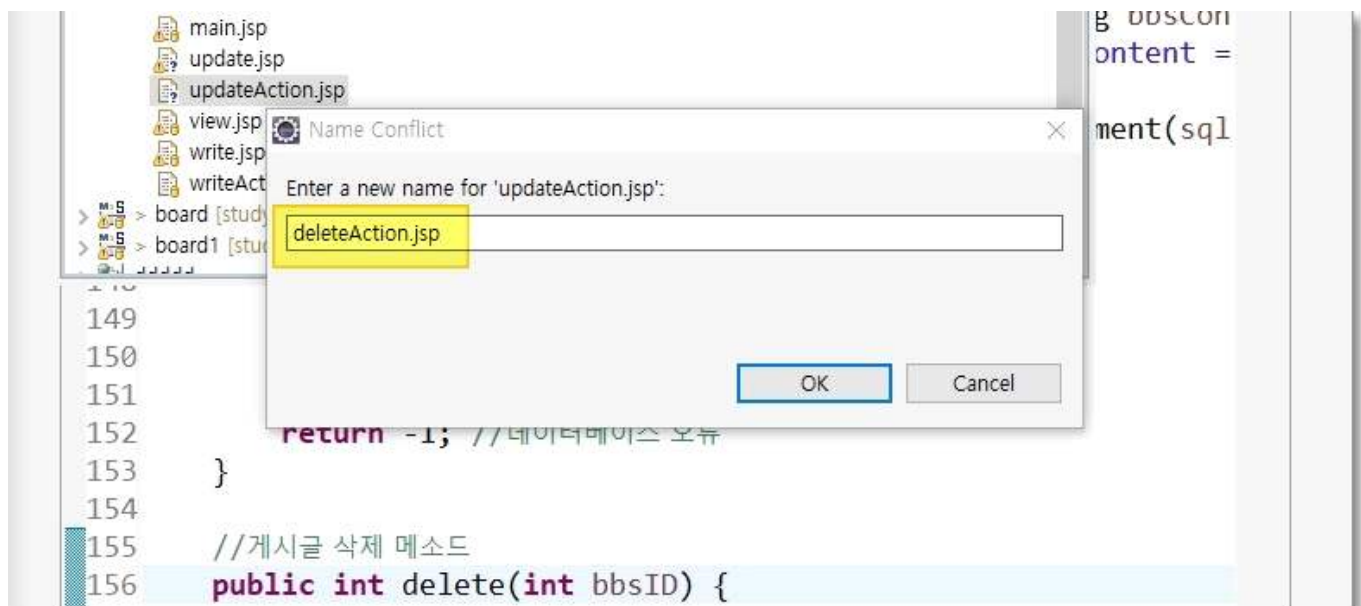 main.jsp
update.jsp
updateAction.jsp
view.jsp
write.jsp
writeAct
> board [study
> board1 [stu
g bbsCon
ontent =
ment(sql
Name Conflict
Enter a new name for 'updateAction.jsp':
deleteAction.jsp
OK
Cancel
149
150
151
152 return -1; //데이터베이스 오류
153 }
154
155 //게시글 삭제 메소드
156 public int delete(int bbsID) {